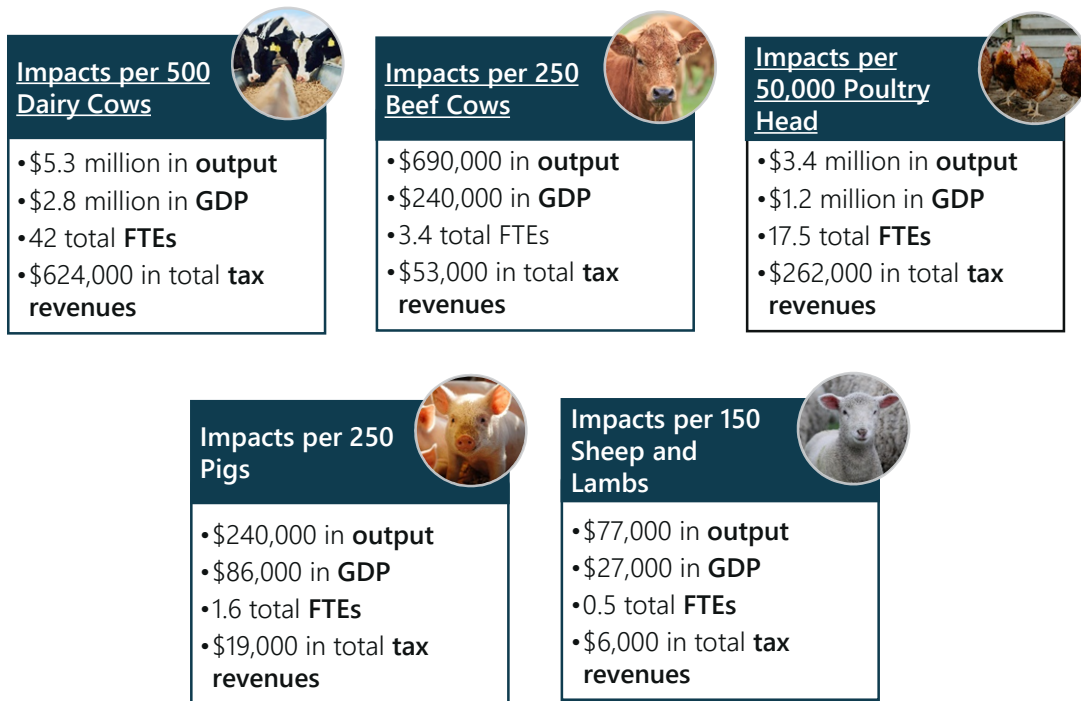 Impacts per 500
Dairy Cows
•$5.3 million in output
•$2.8 million in GDP
•42 total FTEs
•$624,000 in total tax
revenues
Impacts per 250
Beef Cows
•$690,000 in output
•$240,000 in GDP
•3.4 total FTEs
•$53,000 in total tax
revenues
Impacts per
50,000 Poultry
Head
•$3.4 million in output
•$1.2 million in GDP
•17.5 total FTEs
•$262,000 in total tax
revenues
Impacts per 250
Pigs
•$240,000 in output
•$86,000 in GDP
•1.6 total FTEs
•$19,000 in total tax
revenues
Impacts per 150
Sheep and
Lambs
•$77,000 in output
•$27,000 in GDP
•0.5 total FTEs
•$6,000 in total tax
revenues